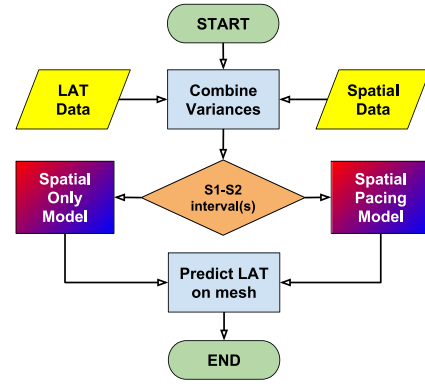 START
LAT
Data
Combine
Variances
Spatial
Data
S1-S2
interval(s)
Spatial
Only
Model
Spatial
Pacing
Model
Predict LAT
on mesh
END